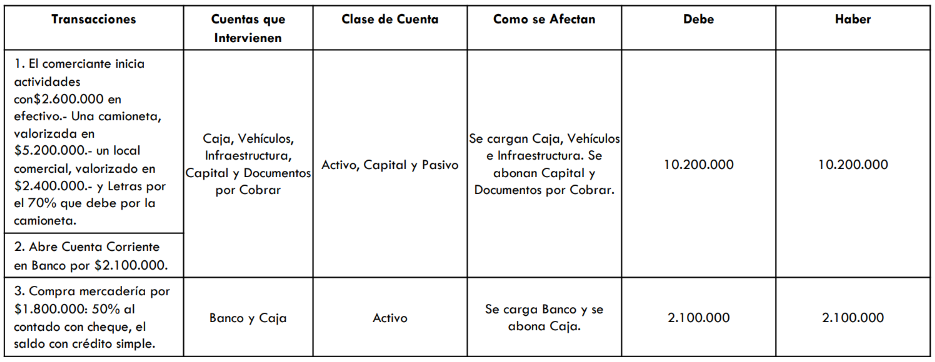 Transacciones
Cuentas que
Intervienen
Clase de Cuenta
Como se Afectan
Debe
Haber
1. El comerciante inicia
actividades
con$2.600.000 en
efectivo.- Una camioneta,
valorizada en
$5.200.000.- un local
comercial, valorizado en
$2.400.000.- y Letras por
el 70% que debe por la
camioneta.
Caja, Vehículos,
Infraestructura,
Capital y Documentos
por Cobrar
Activo, Capital y Pasivo
Se cargan Caja, Vehículos
e Infraestructura. Se
abonan Capital y
Documentos por Cobrar.
10.200.000
10.200.000
2. Abre Cuenta Corriente
en Banco por $2.100.000.
3. Compra mercadería por
$1.800.000: 50% al
contado con cheque, el
saldo con crédito simple.
Banco y Caja
Activo
Se carga Banco y se
abona Caja.
2.100.000
2.100.000